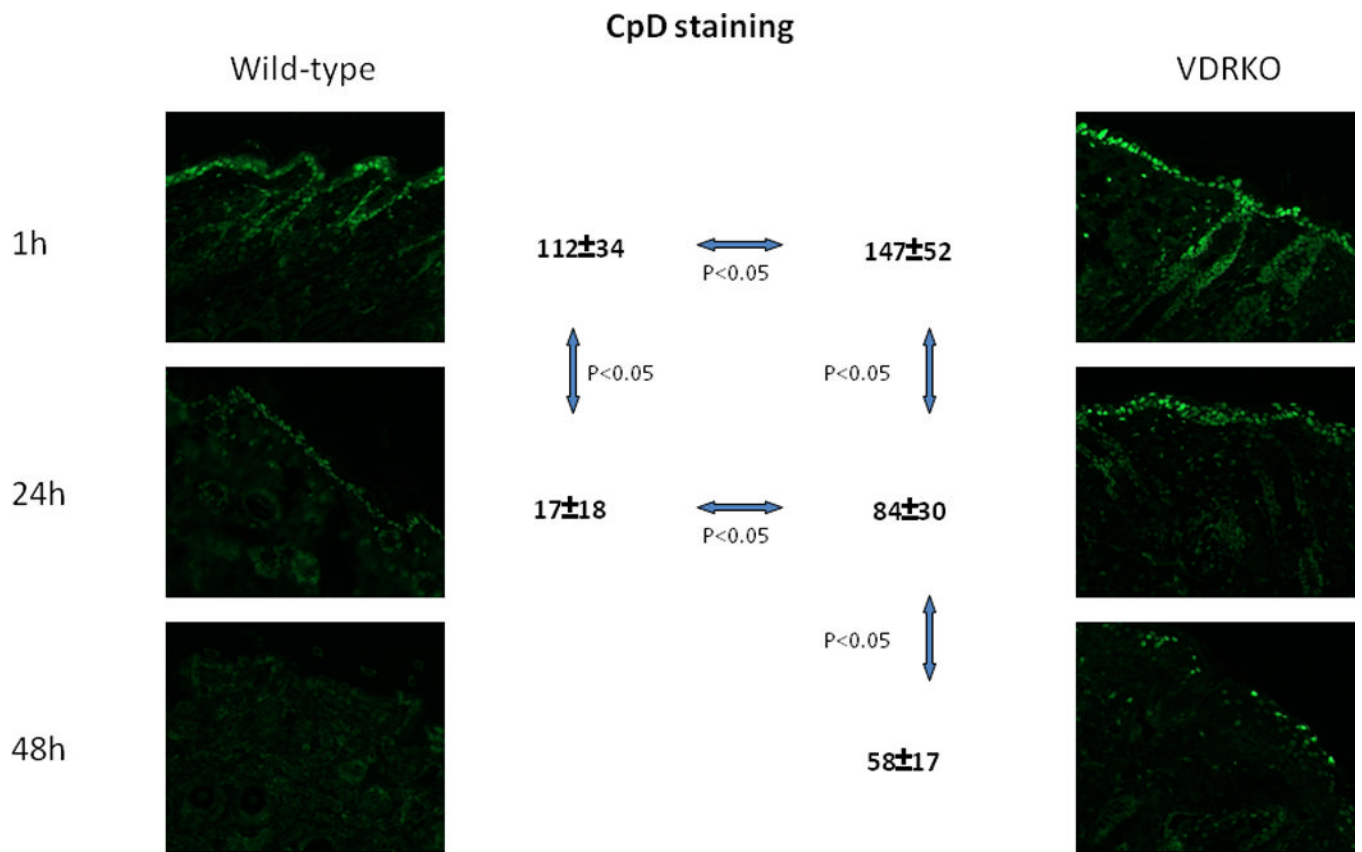 CpD staining
Wild-type
VDRKO
1h
112±34
P<0.05
147±52
P<0.05
P<0.05
24h
17±18
P<0.05
84±30
P<0.05
48h
58±17